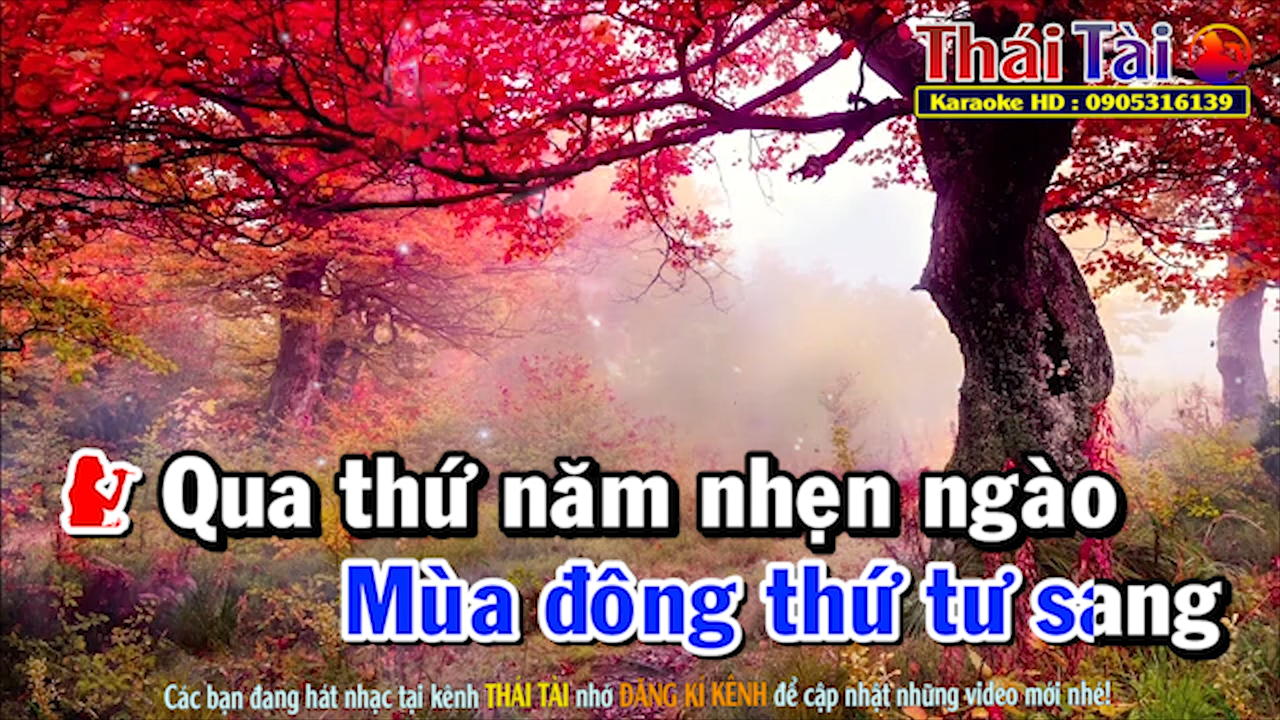 Thái Tài
Karaoke HD : 0905316139
Qua thứ năm nhẹn ngào
Mùa đông thứ tư sang
Các bạn đang hát nhạc tại kênh THÁI TÀI nhớ ĐĂNG KÍ KÊNH để cập nhật những video mới nhé!